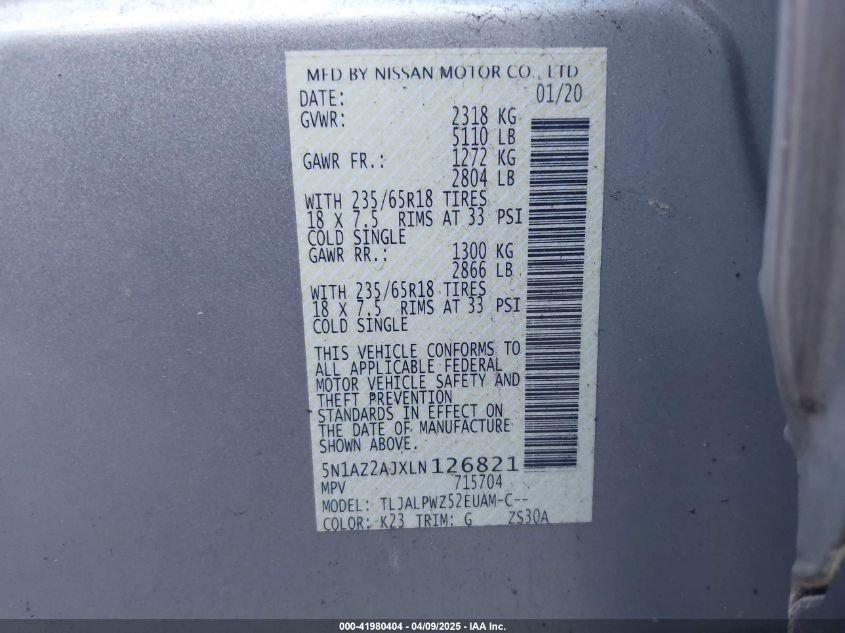 MFD BY NISSAN MOTOR CO., LTD
DATE: 01/20
GVWR: 2318 KG
5110 LB
GAWR FR.: 1272 KG
2804 LB
WITH 235/65R18 TIRES
18 X 7.5 RIMS AT 33 PSI
COLD SINGLE
GAWR RR.: 1300 KG
2866 LB
WITH 235/65R18 TIRES
18 X 7.5 RIMS AT 33 PSI
COLD SINGLE
THIS VEHICLE CONFORMS TO
ALL APPLICABLE FEDERAL
MOTOR VEHICLE SAFETY AND
THEFT PREVENTION
STANDARDS IN EFFECT ON
THE DATE OF MANUFACTURE
SHOWN ABOVE.
5N1AZ2AJXLN126821
MPV 715704
MODEL: TLJALPWZ52EUAM-C--
COLOR: K23 TRIM: G ZS30A
000-41980404 / 04/09/2025 - IAA Inc.